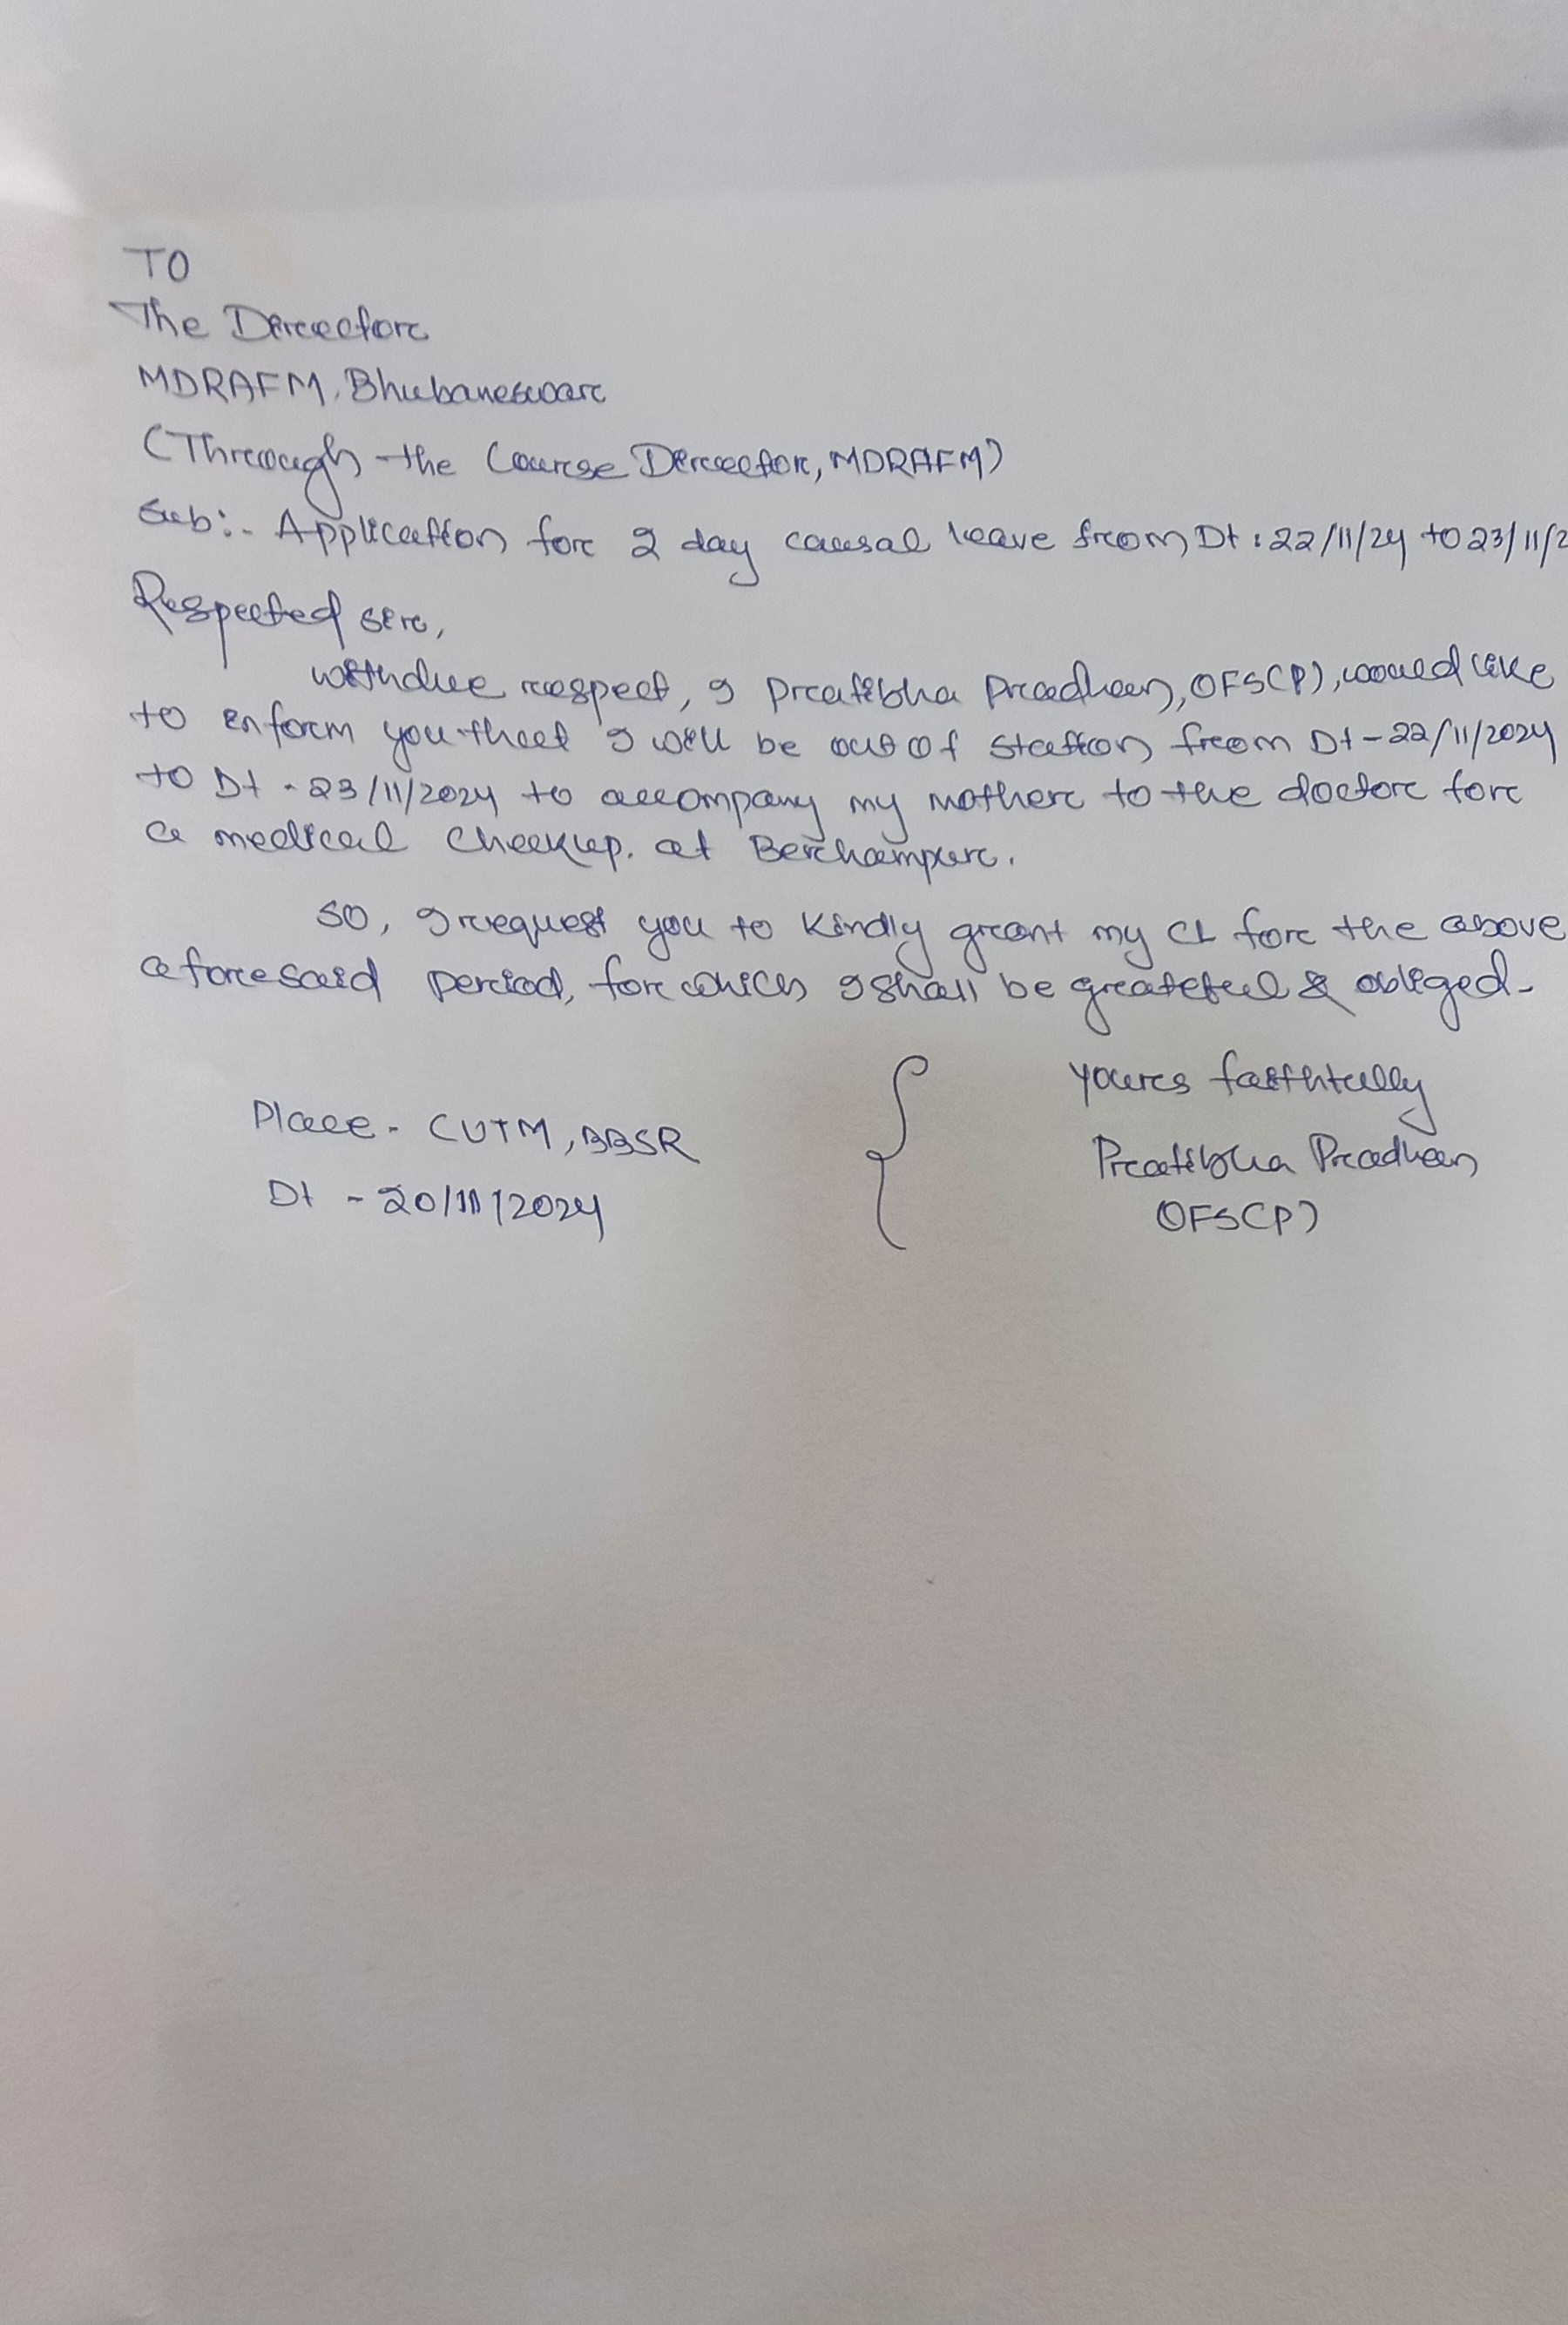 TO
The Director
MDRAFM, Bhubaneswar
(Through the Course Director, MDRAFM)
Sub:- Application for 2 day causal leave from Dt : 22/11/24 to 23/11/2
Respected sir,
with due respect, I Pratibha Pradhan, OFS(P), would like
to inform you that I will be out of station from Dt - 22/11/2024
to Dt - 23/11/2024 to accompany my mother to the doctor for
a medical checkup. at Berhampur.
SO, I request you to kindly grant my CL for the above
aforesaid period, for which I shall be grateful & obliged.
yours faithfully
Place - CUTM, BBSR
Pratibha Pradhan
Dt - 20/11/2024
OFS(P)